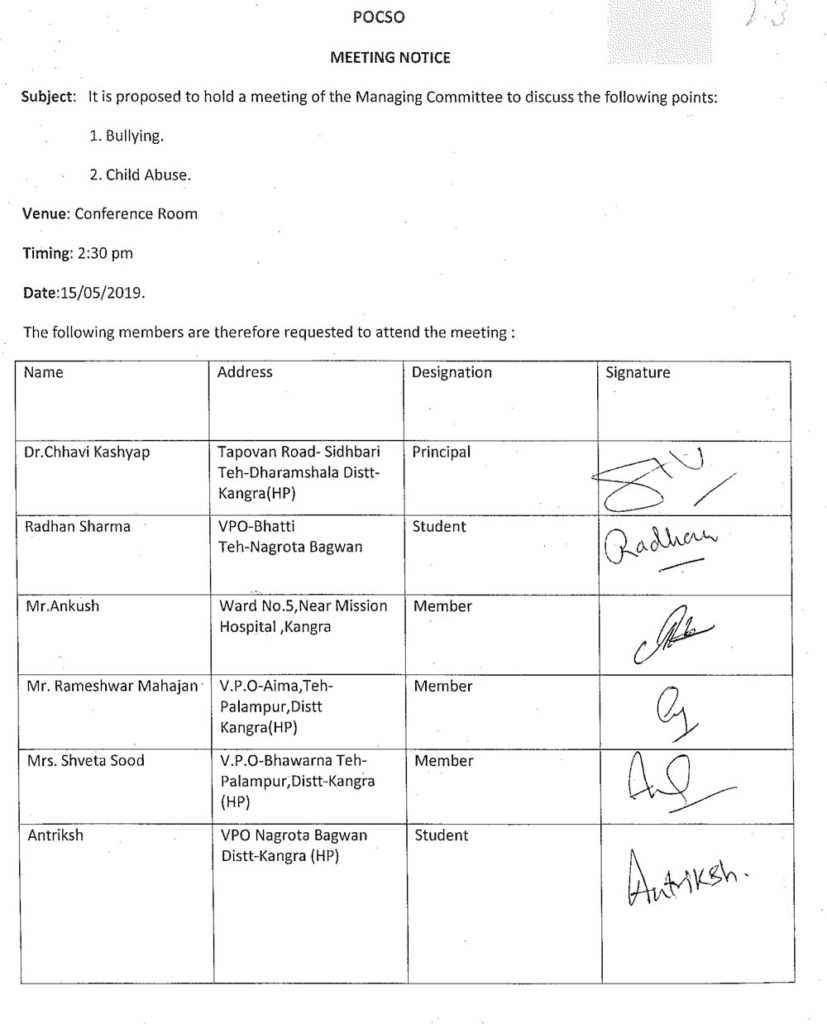 POCSO
MEETING NOTICE
Subject: It is proposed to hold a meeting of the Managing Committee to discuss the following points:
1. Bullying.
2. Child Abuse.
Venue: Conference Room
Timing: 2:30 pm
Date:15/05/2019.
The following members are therefore requested to attend the meeting :
Name Address Designation Signature
Dr.Chhavi Kashyap Tapovan Road- Sidhbari Principal
Teh-Dharamshala Distt-
Kangra(HP)
Radhan Sharma VPO-Bhatti Student Radhan
Teh-Nagrota Bagwan
Mr.Ankush Ward No.5,Near Mission Member
Hospital ,Kangra
Mr. Rameshwar Mahajan V.P.O-Aima,Teh- Member
Palampur,Distt
Kangra(HP)
Mrs. Shveta Sood V.P.O-Bhawarna Teh- Member
Palampur,Distt-Kangra
(HP)
Antriksh VPO Nagrota Bagwan Student
Distt-Kangra (HP)
Antriksh.